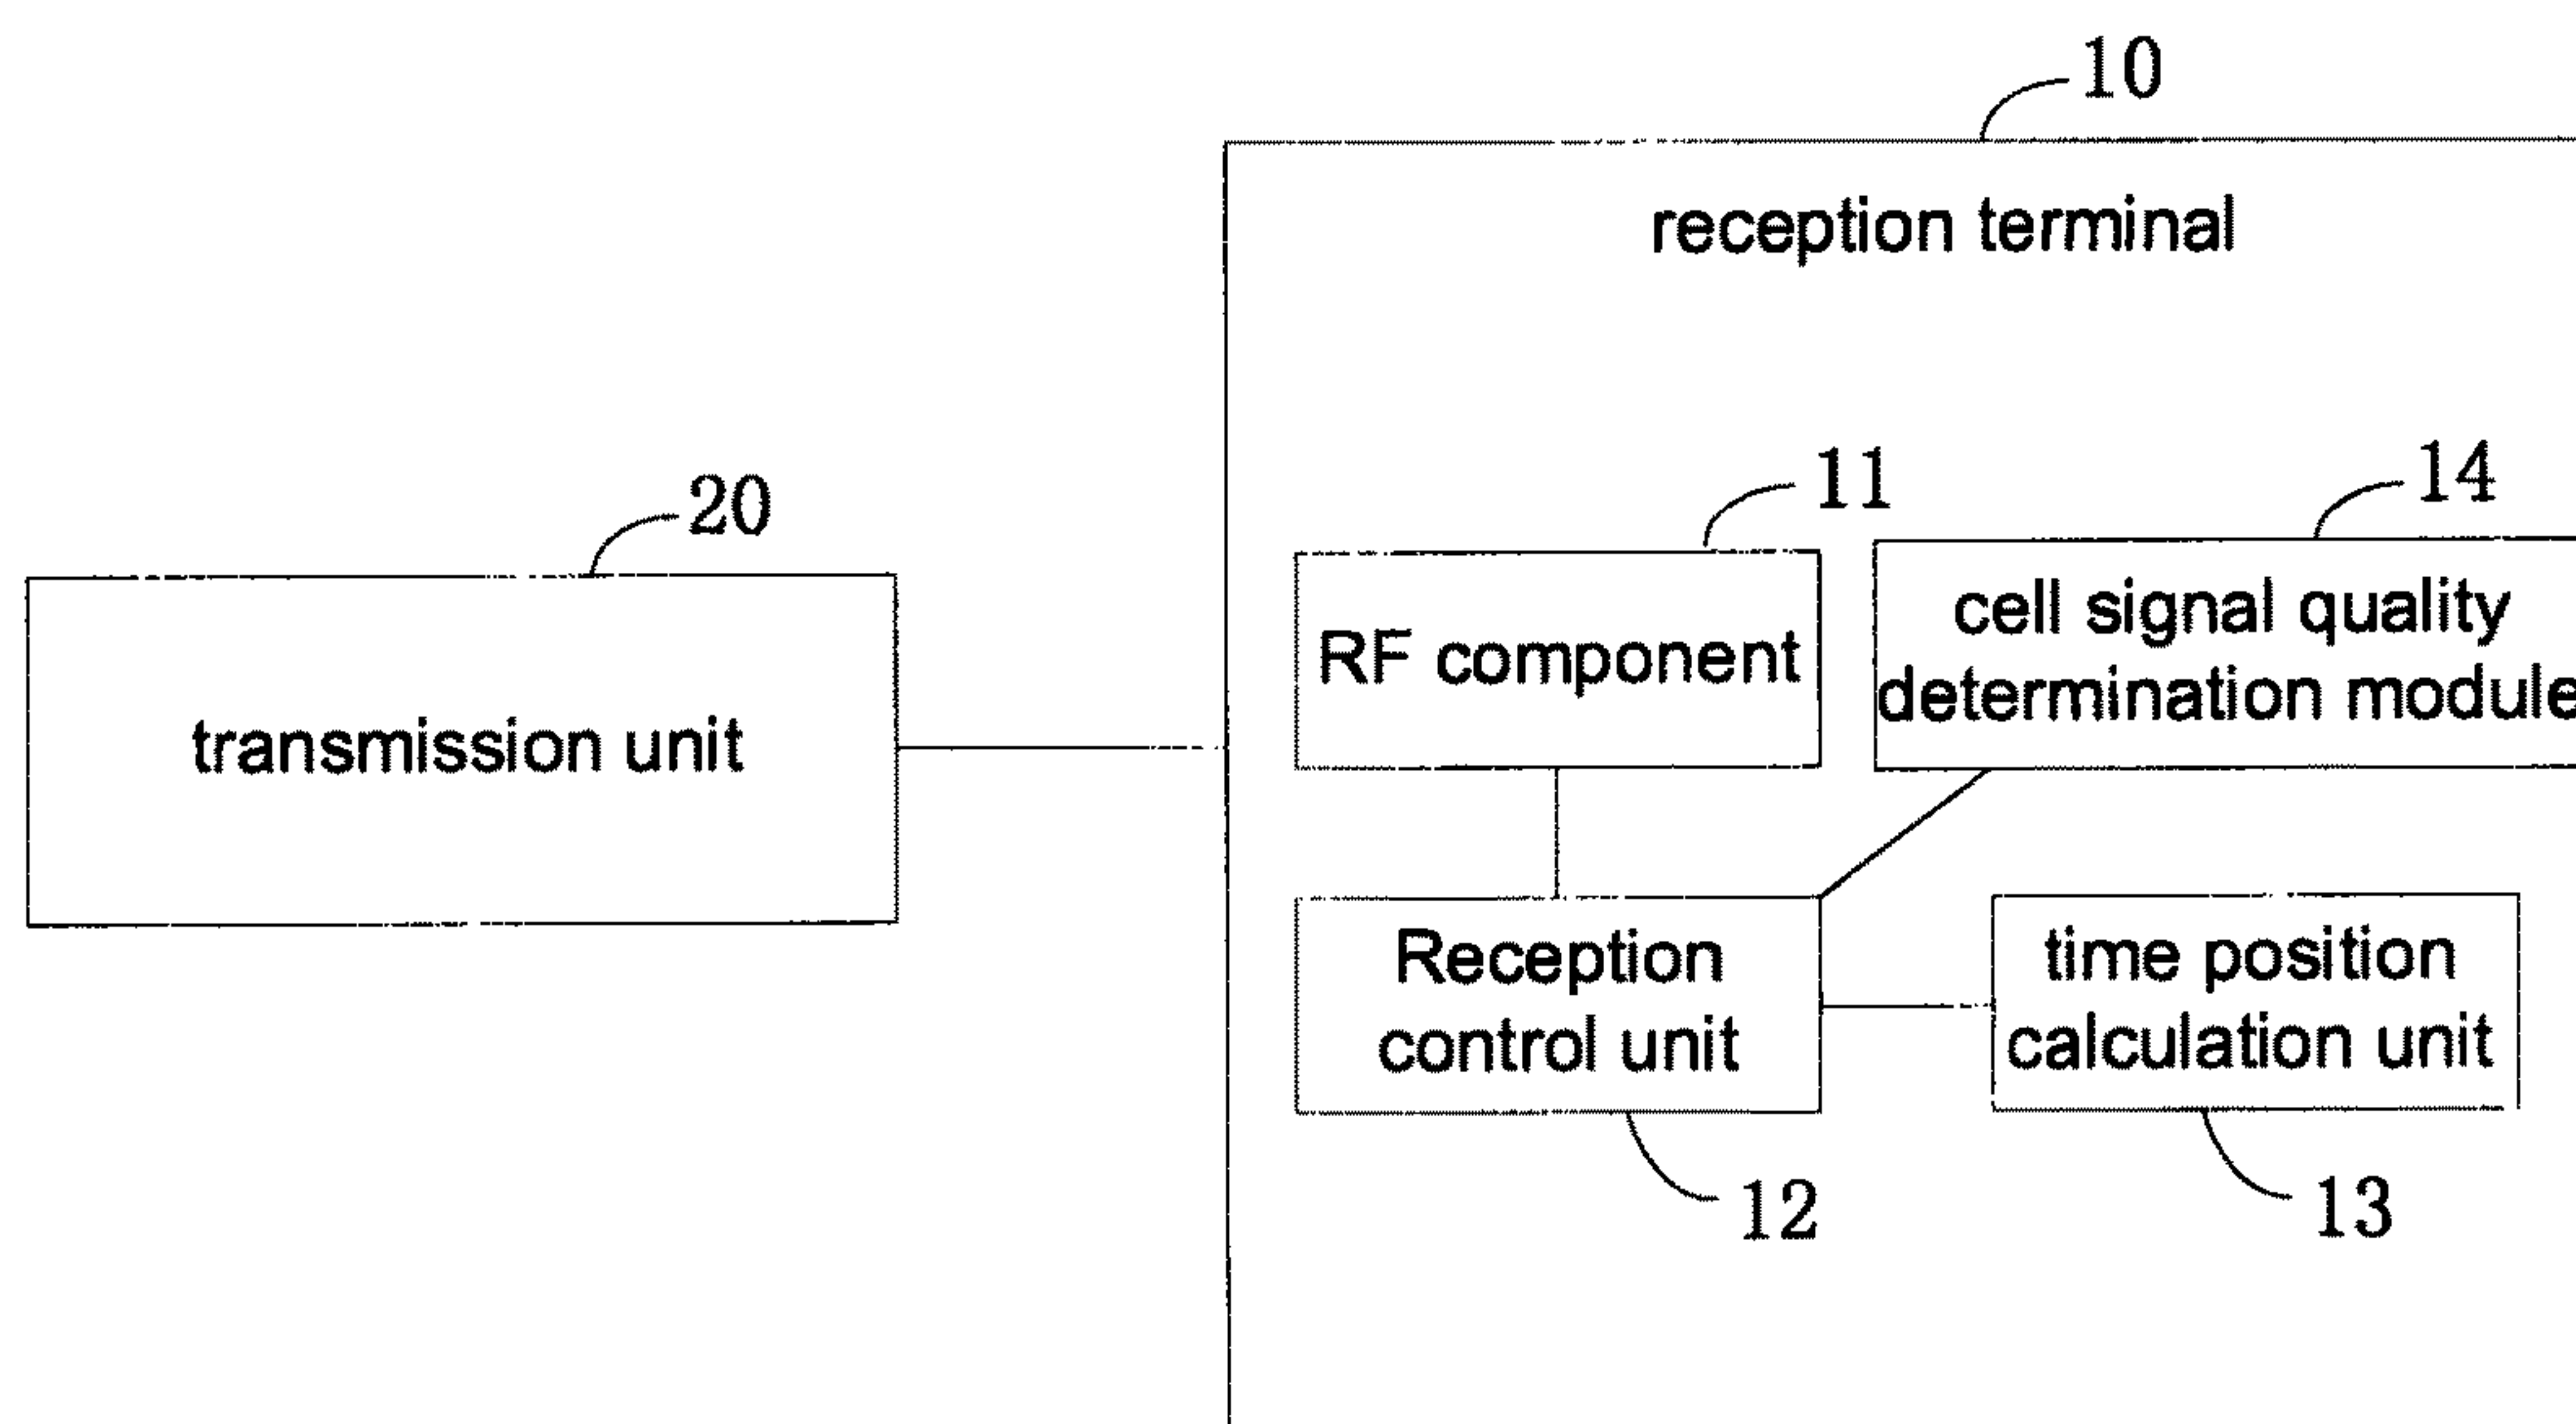 10
reception terminal
20
11
14
transmission unit
RF component
cell signal quality
determination module
Reception
control unit
time position
calculation unit
12
13